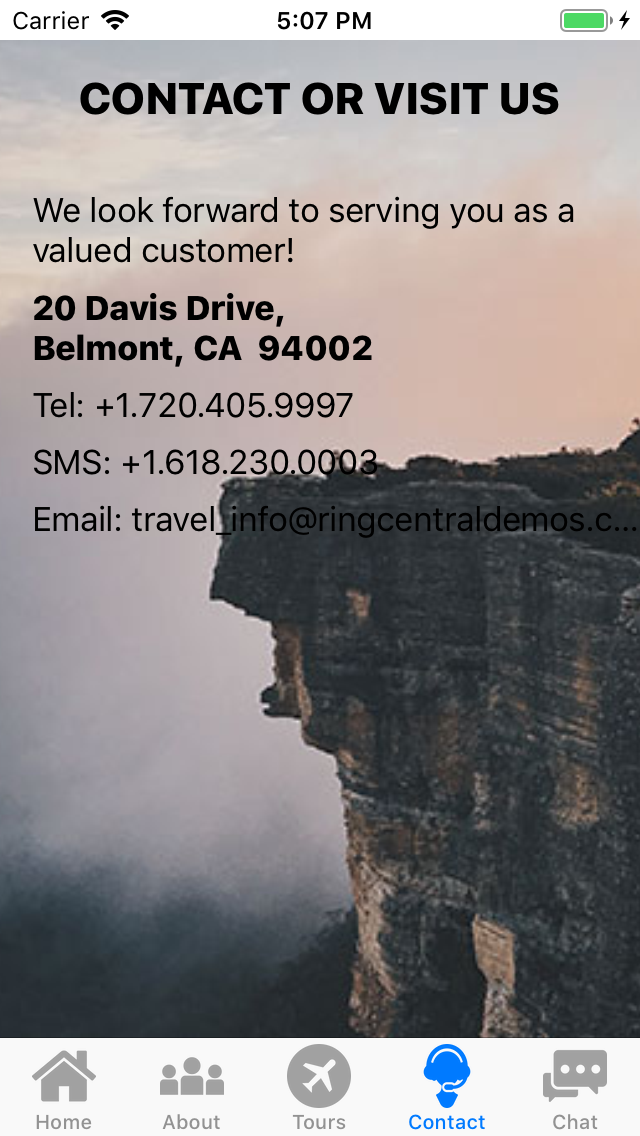 Carrier 5:07 PM
CONTACT OR VISIT US
We look forward to serving you as a
valued customer!
20 Davis Drive,
Belmont, CA  94002
Tel: +1.720.405.9997
SMS: +1.618.230.0003
Email: travel_info@ringcentraldemos.c...
Home About Tours Contact Chat